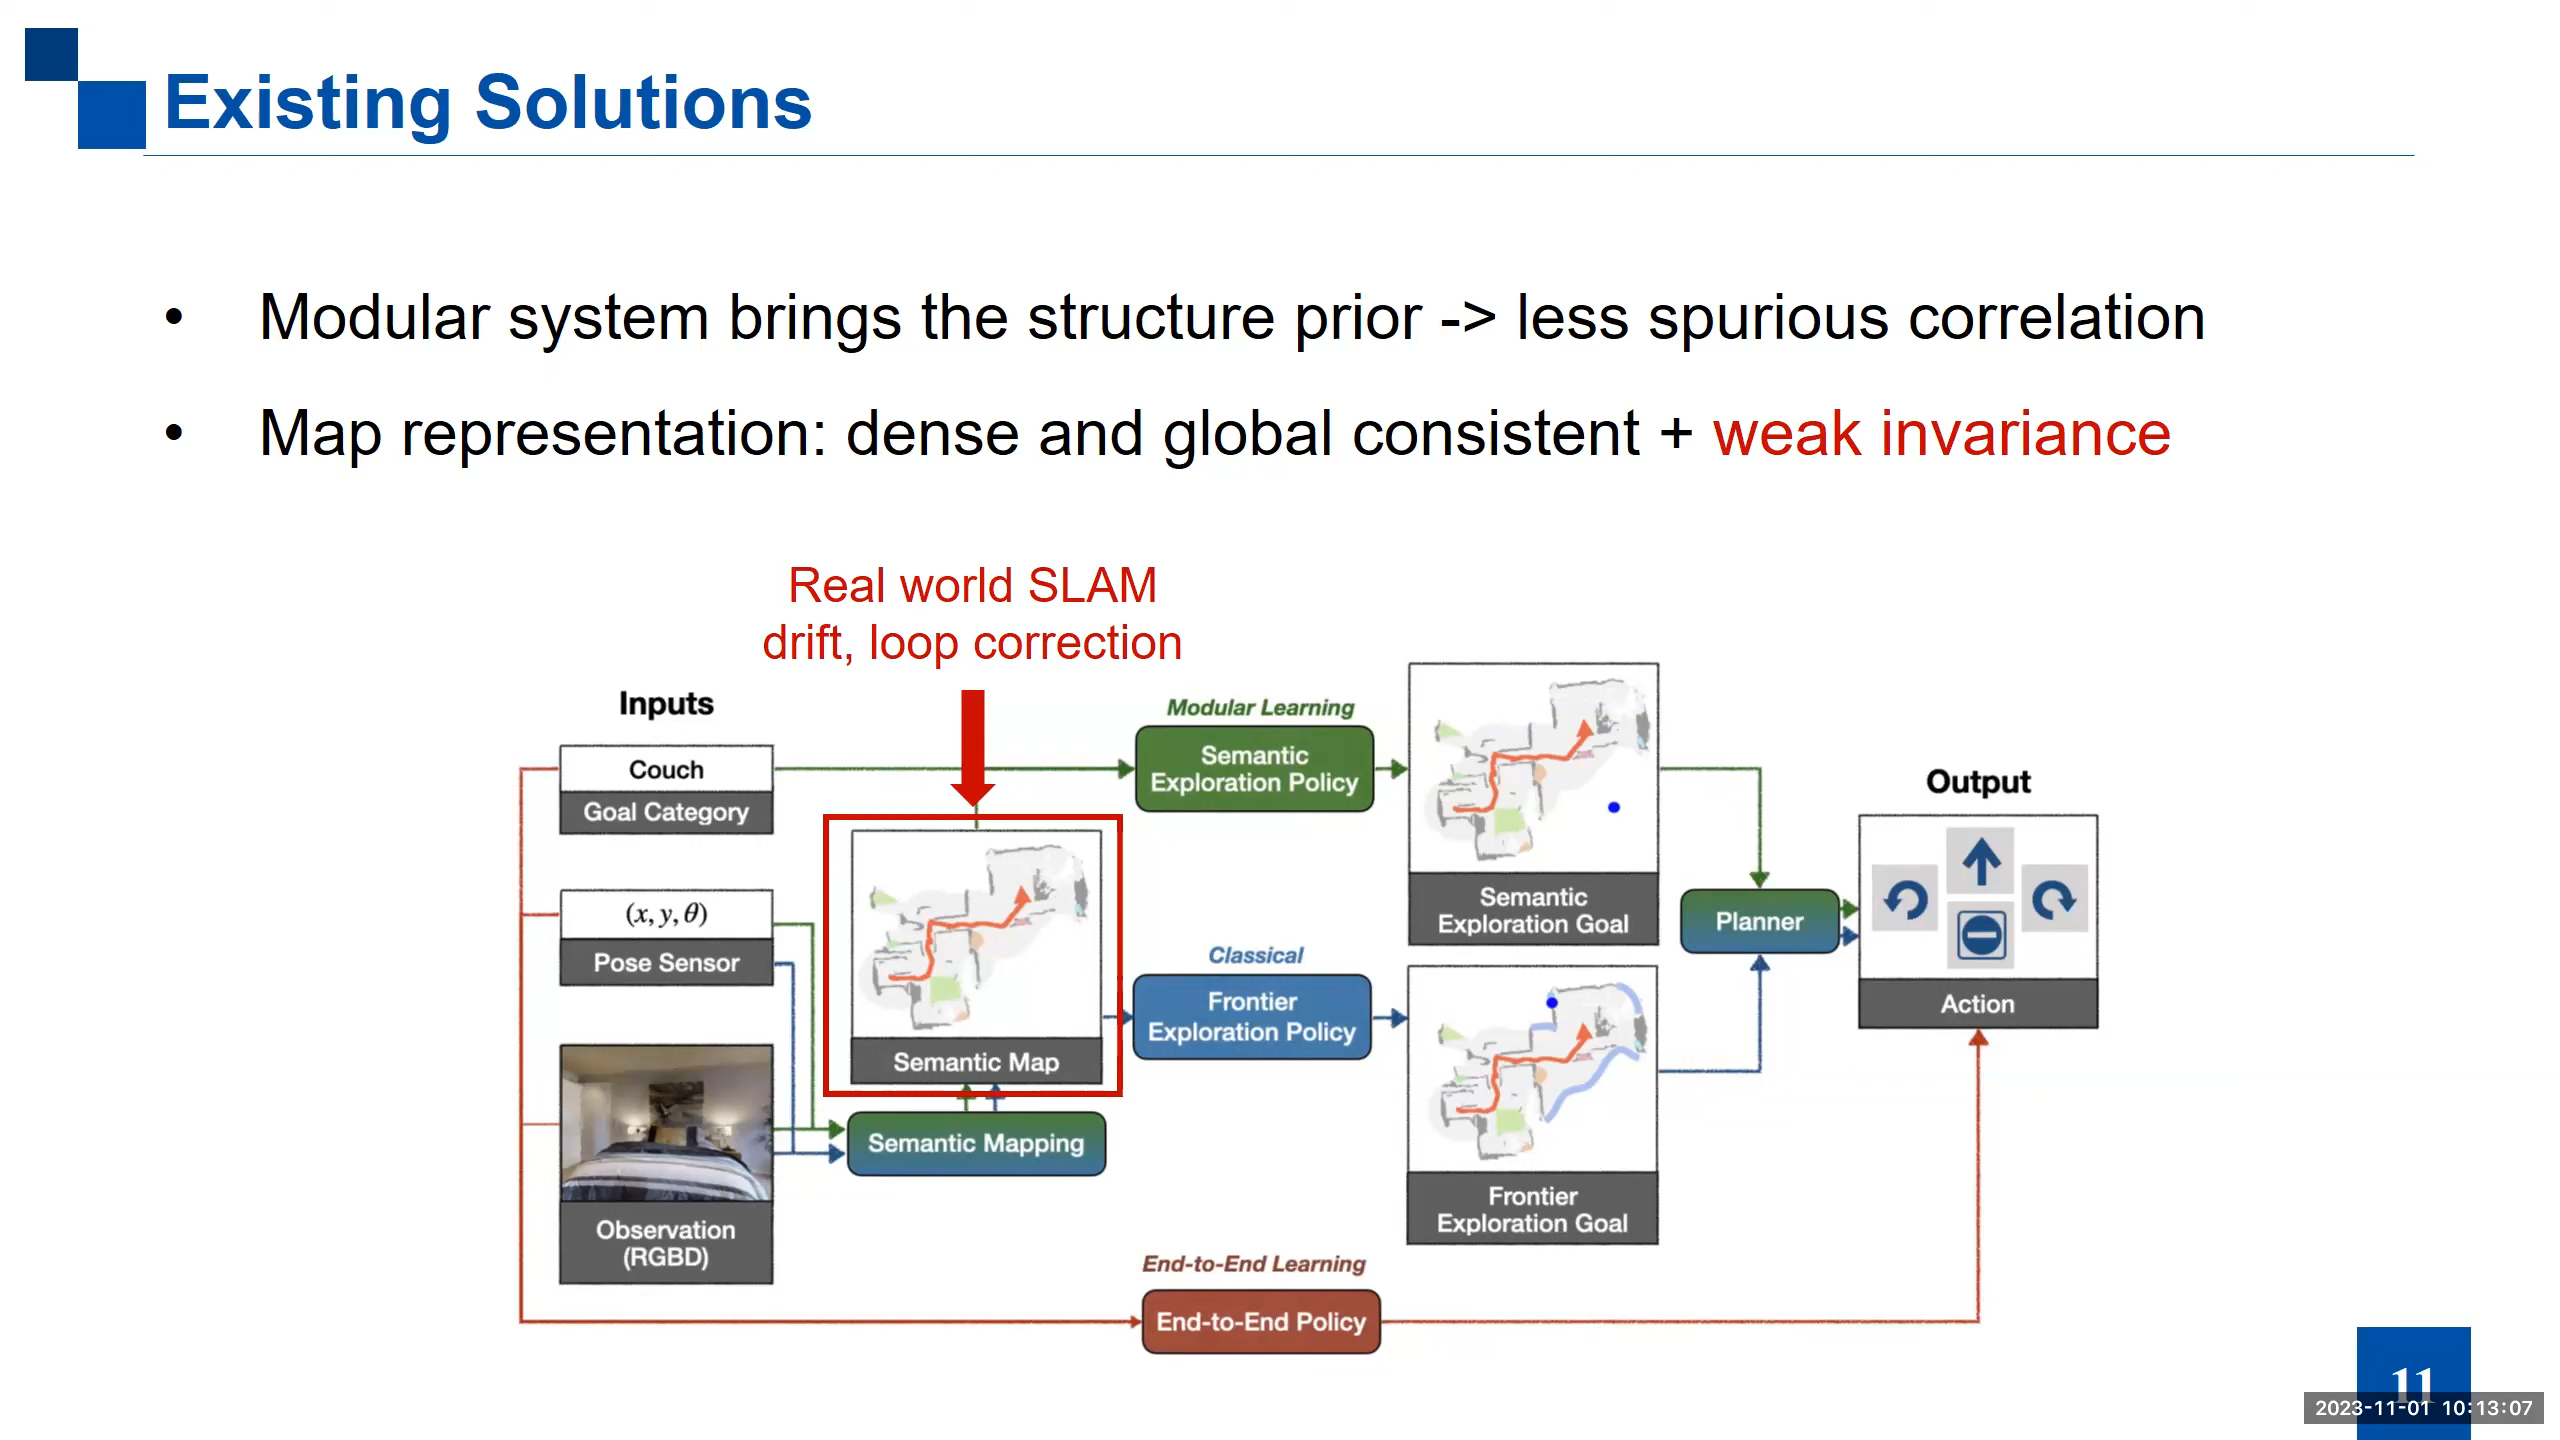 Existing Solutions
• Modular system brings the structure prior -> less spurious correlation
• Map representation: dense and global consistent + weak invariance
Real world SLAM
drift, loop correction
Inputs
Couch
Goal Category
(x, y, θ)
Pose Sensor
Observation
(RGBD)
Semantic Map
Semantic Mapping
Modular Learning
Semantic
Exploration Policy
Classical
Frontier
Exploration Policy
End-to-End Learning
End-to-End Policy
Semantic
Exploration Goal
Frontier
Exploration Goal
Planner
Output
Action
11
2023-11-01 10:13:07